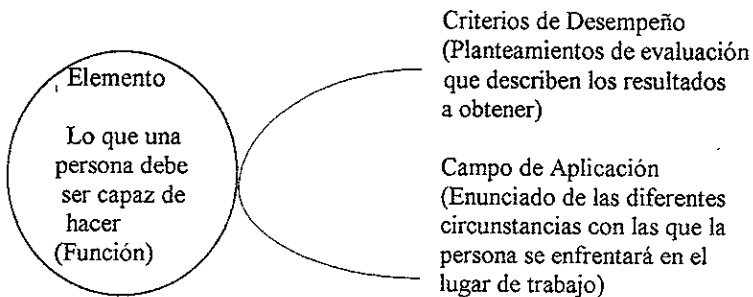 Elemento
Lo que una
persona debe
ser capaz de
hacer
(Función)
Criterios de Desempeño
(Planteamientos de evaluación
que describen los resultados
a obtener)
Campo de Aplicación
(Enunciado de las diferentes
circunstancias con las que la
persona se enfrentará en el
lugar de trabajo)